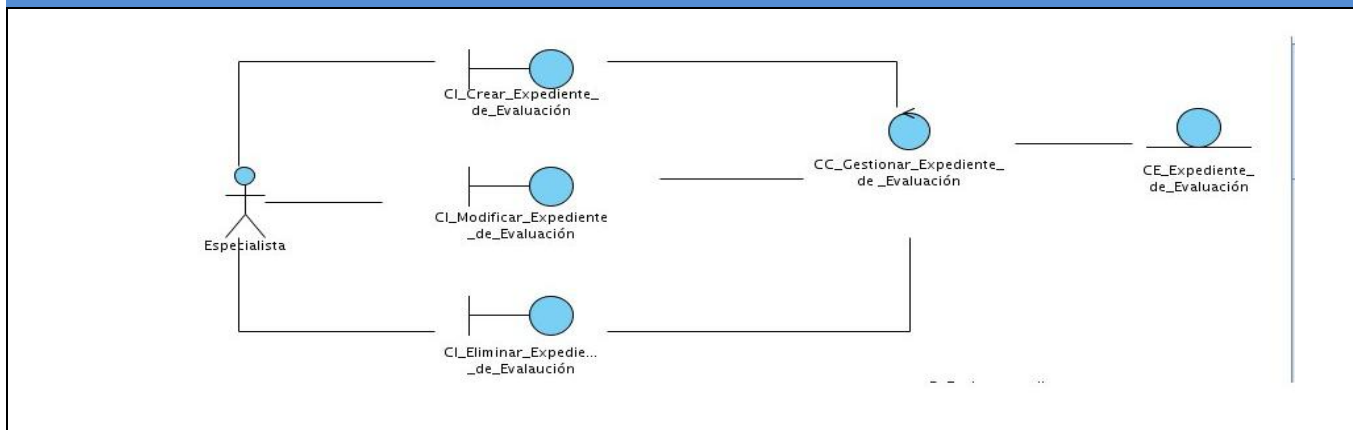 CI_Crear_Expediente_
de_Evaluación
CC_Gestionar_Expediente_
de _Evaluación
CE_Expediente_
de_Evaluación
CI_Modificar_Expediente
_de_Evaluación
Especialista
CI_Eliminar_Expedie...
_de_Evalaución